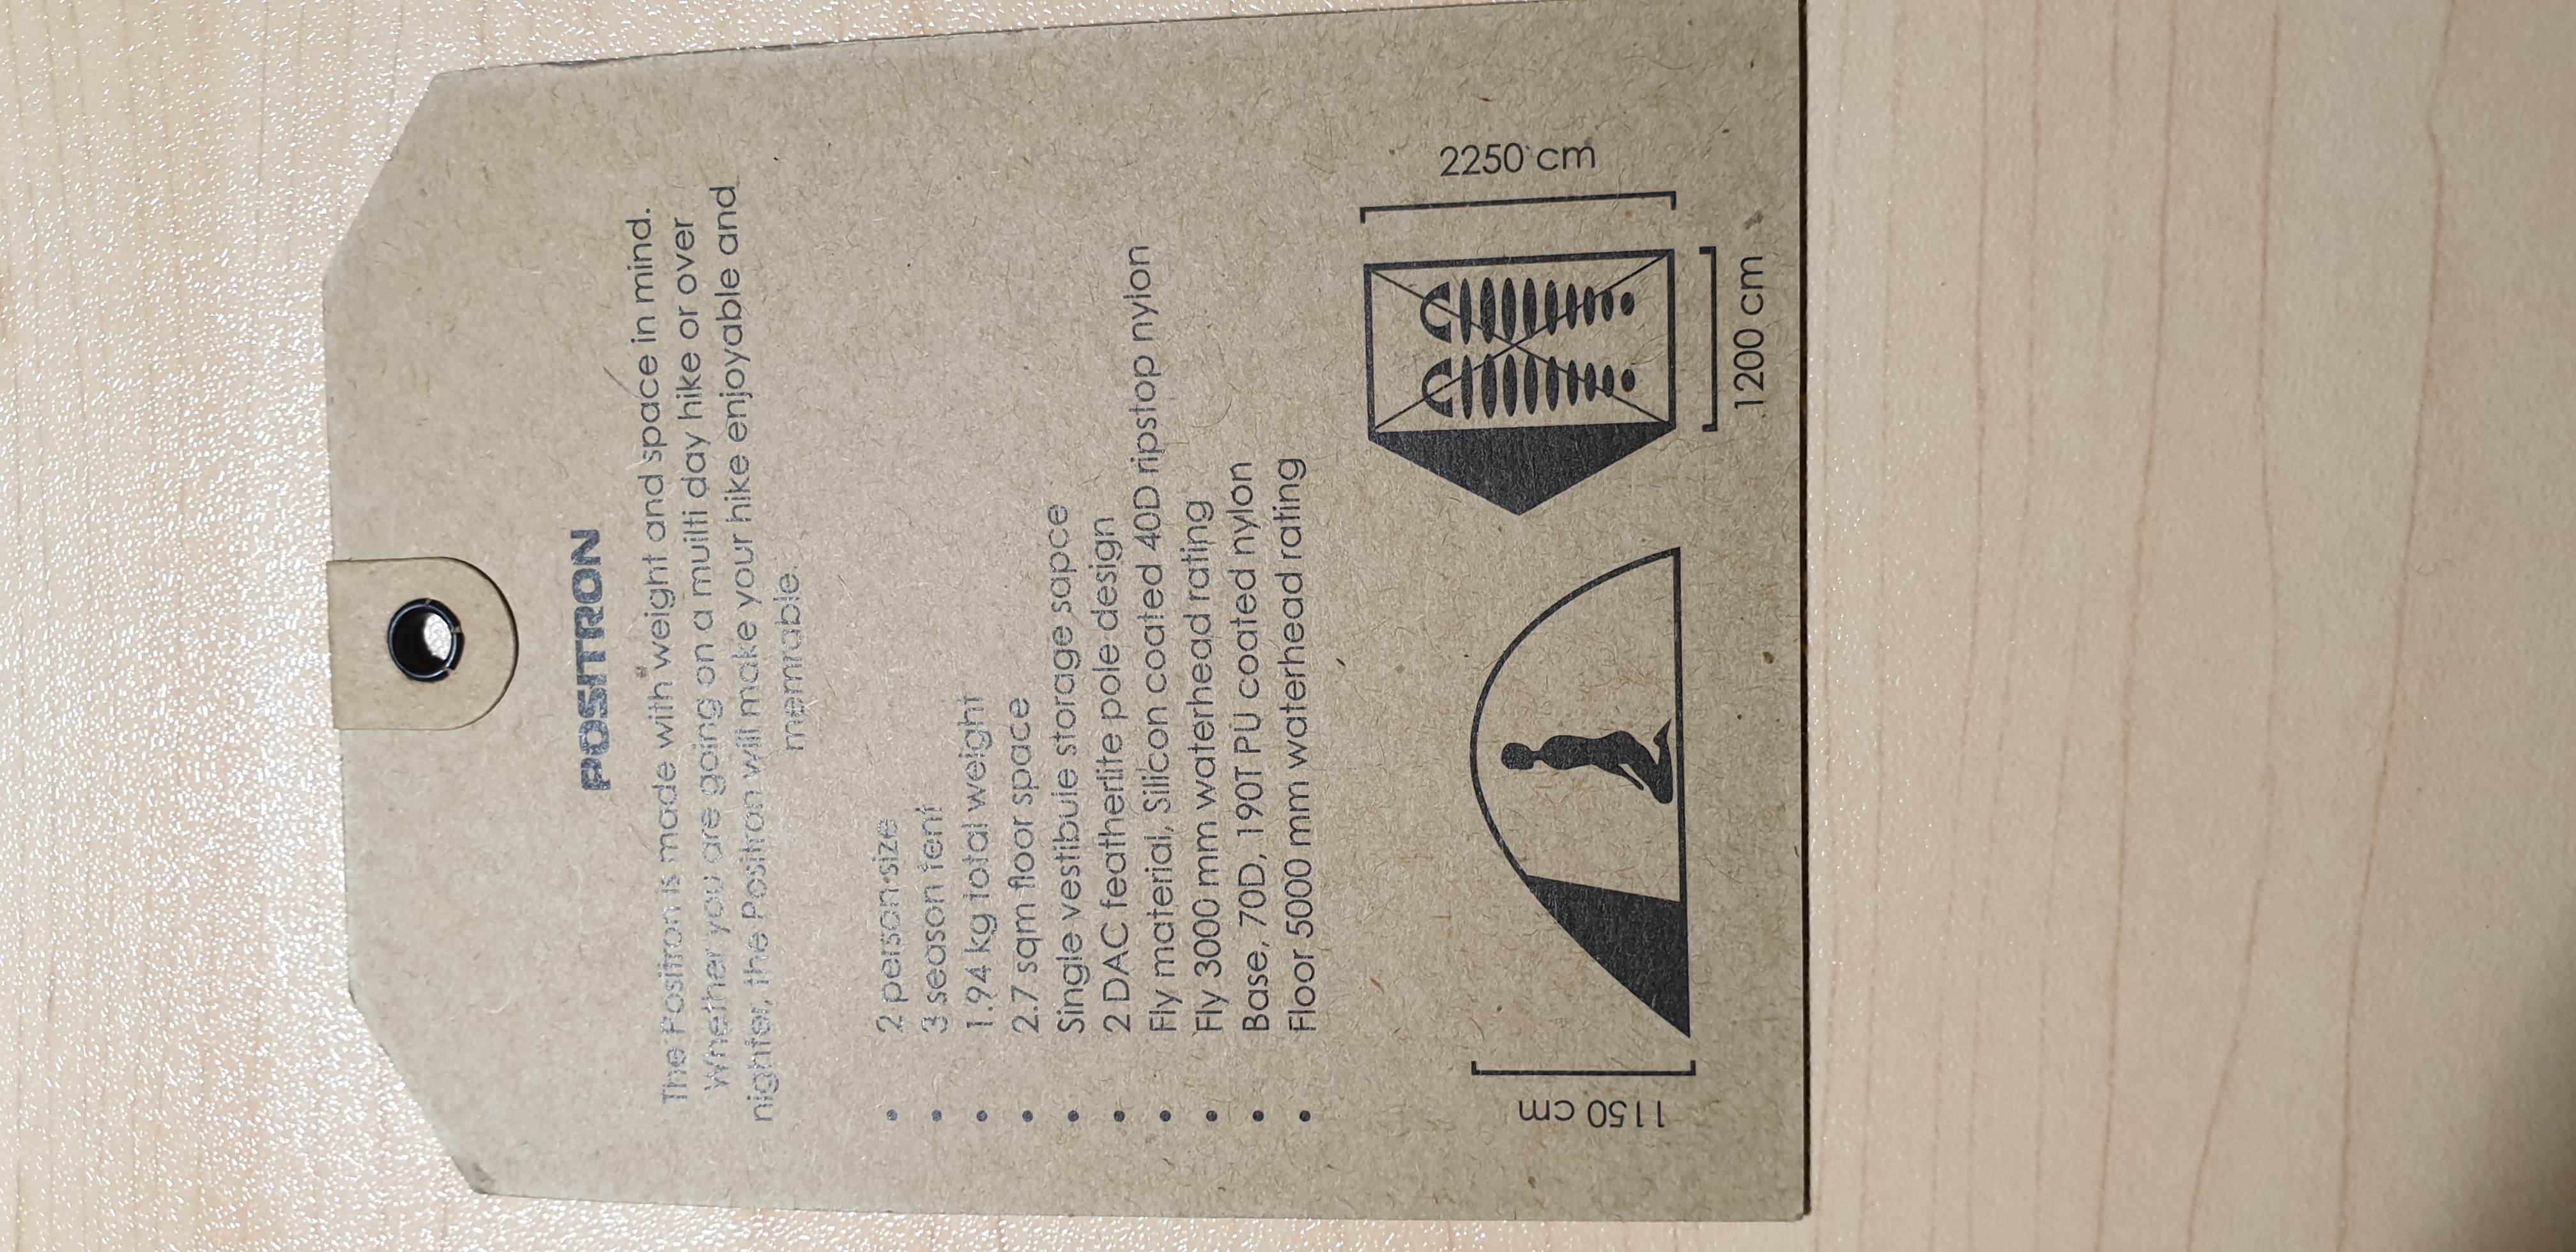 POSITRON
The Positron is made with weight and space in mind.
Whether you are going on a muilti day hike or over
nighter, the Positron will make your hike enjoyable and
memrable.
• 2 person size
• 3 season tent
• 1.94 kg total weight
• 2.7 sqm floor space
• Single vestibule storage sapce
• 2 DAC featherlite pole design
• Fly material, Silicon coated 40D ripstop nylon
• Fly 3000 mm waterhead rating
• Base, 70D, 190T PU coated nylon
• Floor 5000 mm waterhead rating
1150 cm
2250 cm
1200 cm